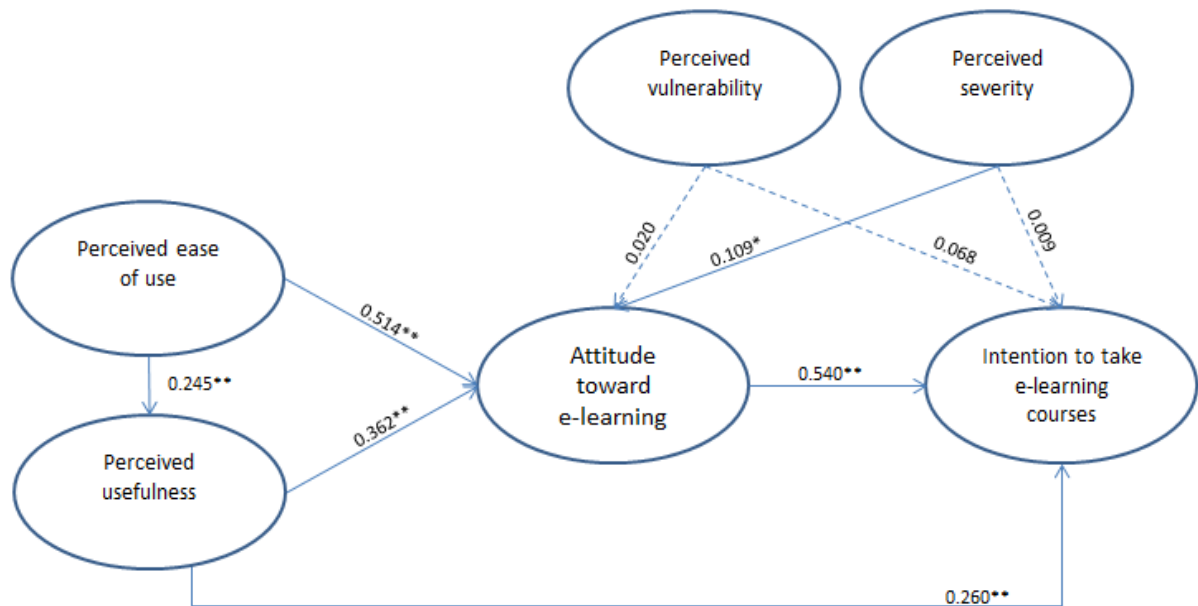 Perceived
vulnerability
Perceived
severity
0.020
0.109*
0.068
0.009
Perceived ease
of use
0.514**
0.245**
0.362**
Attitude
toward
e-learning
0.540**
Intention to take
e-learning
courses
Perceived
usefulness
0.260**